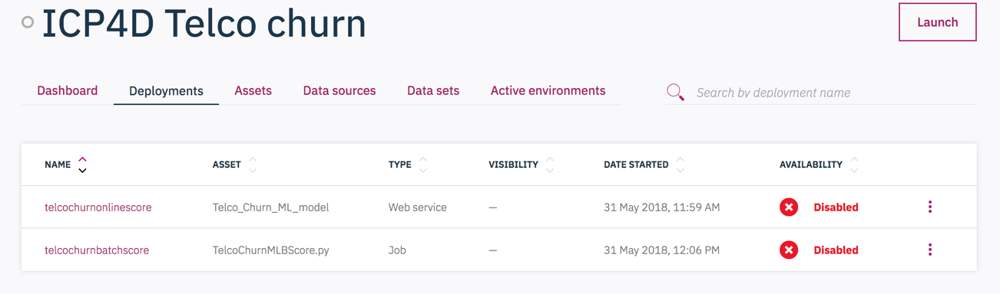 ICP4D Telco churn
Launch
Dashboard Deployments Assets Data sources Data sets Active environments Search by deployment name
NAME ASSET TYPE VISIBILITY DATE STARTED AVAILABILITY
telcochurnonlinescore Telco_Churn_ML_model Web service — 31 May 2018, 11:59 AM Disabled
telcochurnbatchscore TelcoChurnMLBScore.py Job — 31 May 2018, 12:06 PM Disabled